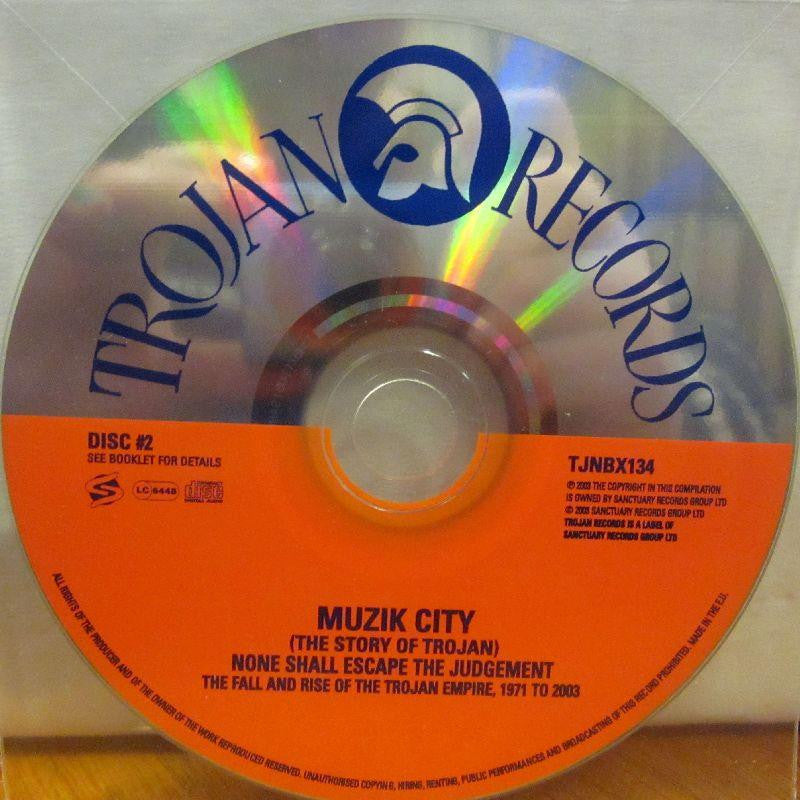 TROJAN RECORDS
DISC #2
SEE BOOKLET FOR DETAILS
LC 6448
disc
DIGITAL AUDIO
TJNBX134
℗ 2003 THE COPYRIGHT IN THIS COMPILATION
IS OWNED BY SANCTUARY RECORDS GROUP LTD
© 2003 SANCTUARY RECORDS GROUP LTD
TROJAN RECORDS IS A LABEL OF
SANCTUARY RECORDS GROUP LTD
MUZIK CITY
(THE STORY OF TROJAN)
NONE SHALL ESCAPE THE JUDGEMENT
THE FALL AND RISE OF THE TROJAN EMPIRE, 1971 TO 2003
ALL RIGHTS OF THE PRODUCER AND OF THE OWNER OF THE WORK REPRODUCED RESERVED. UNAUTHORISED COPYING, HIRING, RENTING, PUBLIC PERFORMANCES AND BROADCASTING OF THIS RECORD PROHIBITED. MADE IN THE E.U.